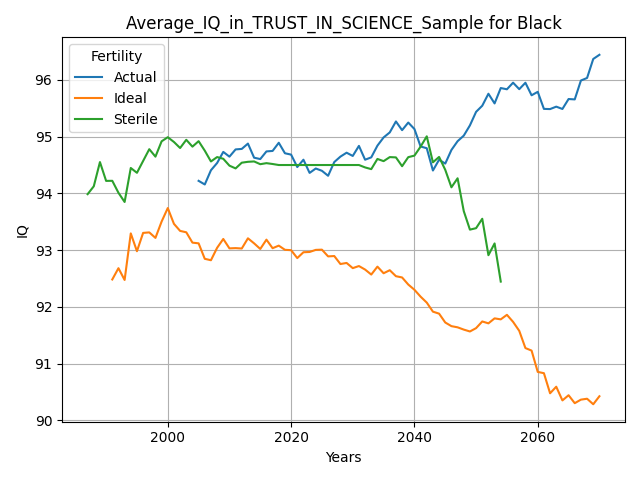 Average_IQ_in_TRUST_IN_SCIENCE_Sample for Black
Fertility
Actual
Ideal
Sterile
IQ
96
95
94
93
92
91
90
2000
2020
2040
2060
Years